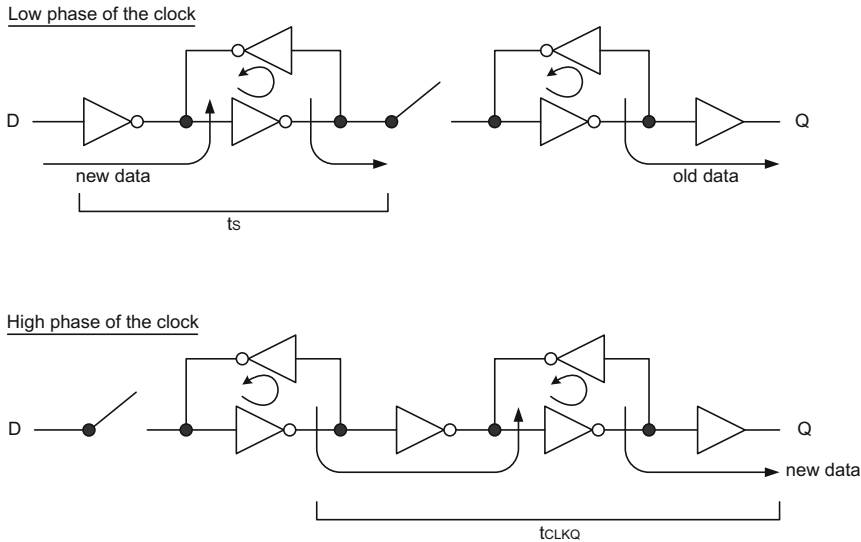 Low phase of the clock
D
Q
new data
old data
ts
High phase of the clock
D
Q
new data
tCLKQ